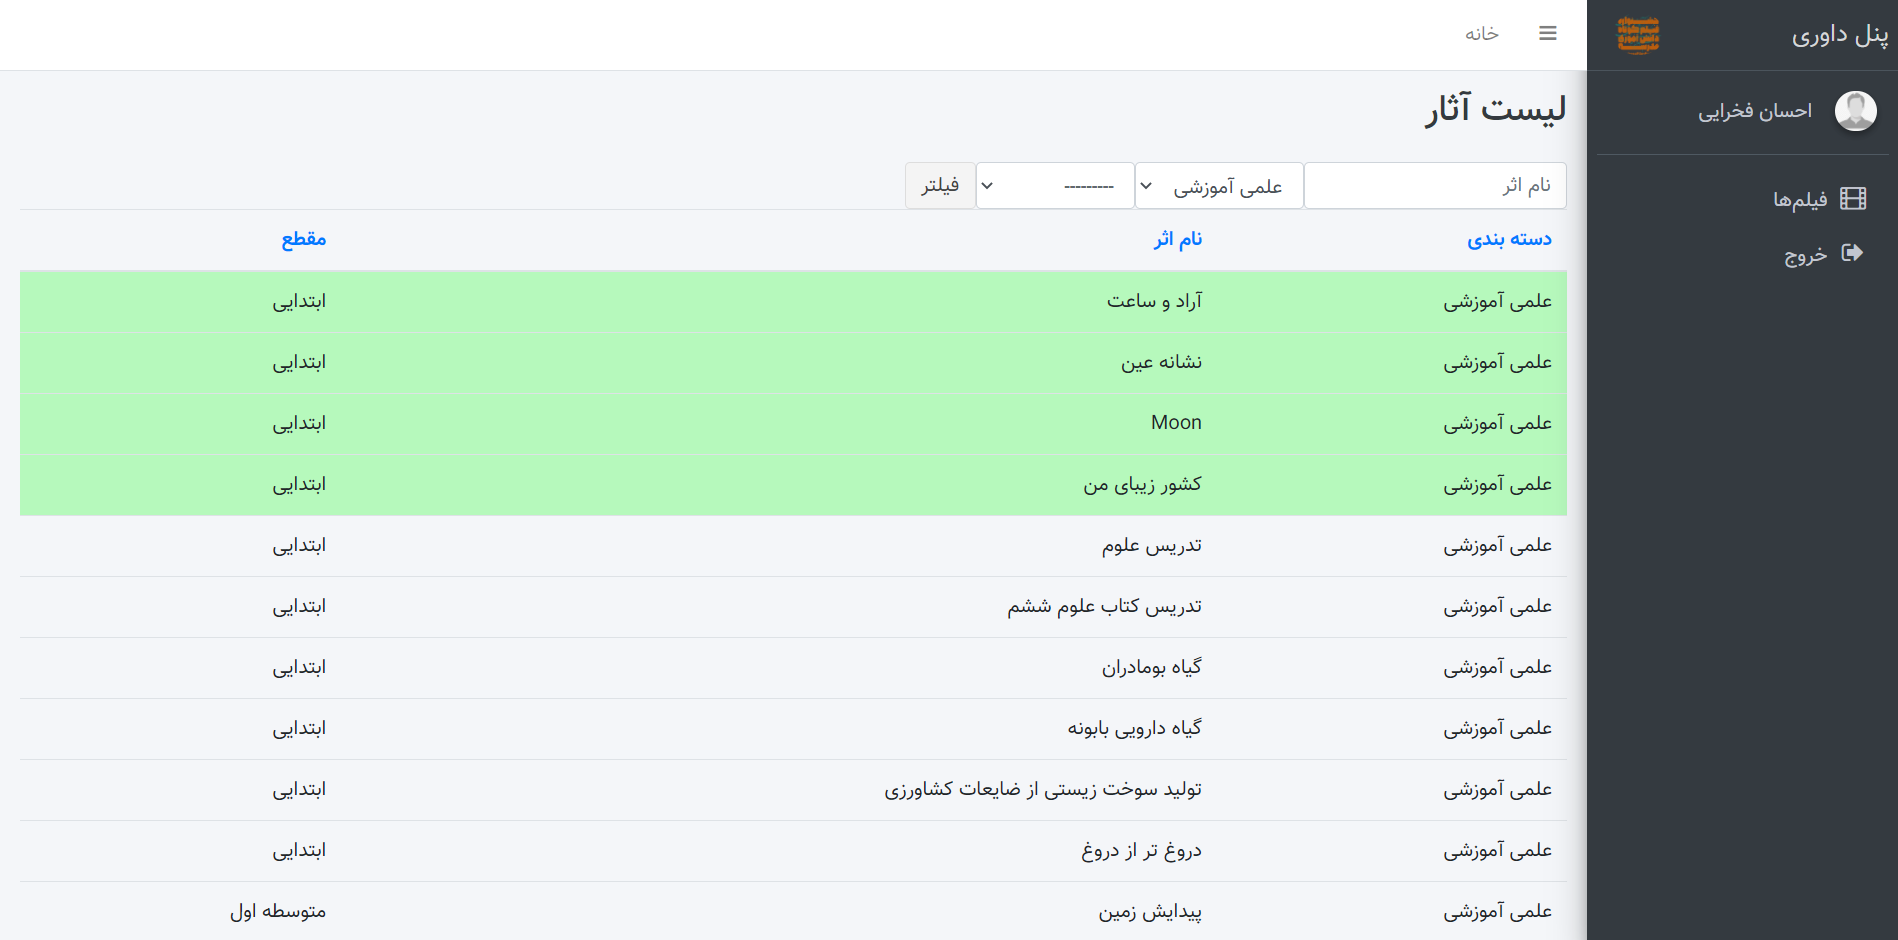 پنل داوری
احسان فخرایی
فیلم‌ها
خروج
خانه
لیست آثار
نام اثر علمی آموزشی --------- فیلتر
دسته بندی نام اثر مقطع
علمی آموزشی آراد و ساعت ابتدایی
علمی آموزشی نشانه عین ابتدایی
علمی آموزشی Moon ابتدایی
علمی آموزشی کشور زیبای من ابتدایی
علمی آموزشی تدریس علوم ابتدایی
علمی آموزشی تدریس کتاب علوم ششم ابتدایی
علمی آموزشی گیاه بومادران ابتدایی
علمی آموزشی گیاه دارویی بابونه ابتدایی
علمی آموزشی تولید سوخت زیستی از ضایعات کشاورزی ابتدایی
علمی آموزشی دروغ تر از دروغ ابتدایی
علمی آموزشی پیدایش زمین متوسطه اول